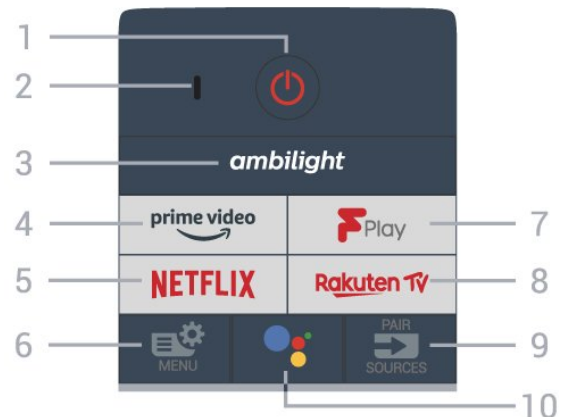 1
2
3
ambilight
4
prime video
FPlay
7
5
NETFLIX
Rakuten TV
8
6
MENU
PAIR
SOURCES
9
10